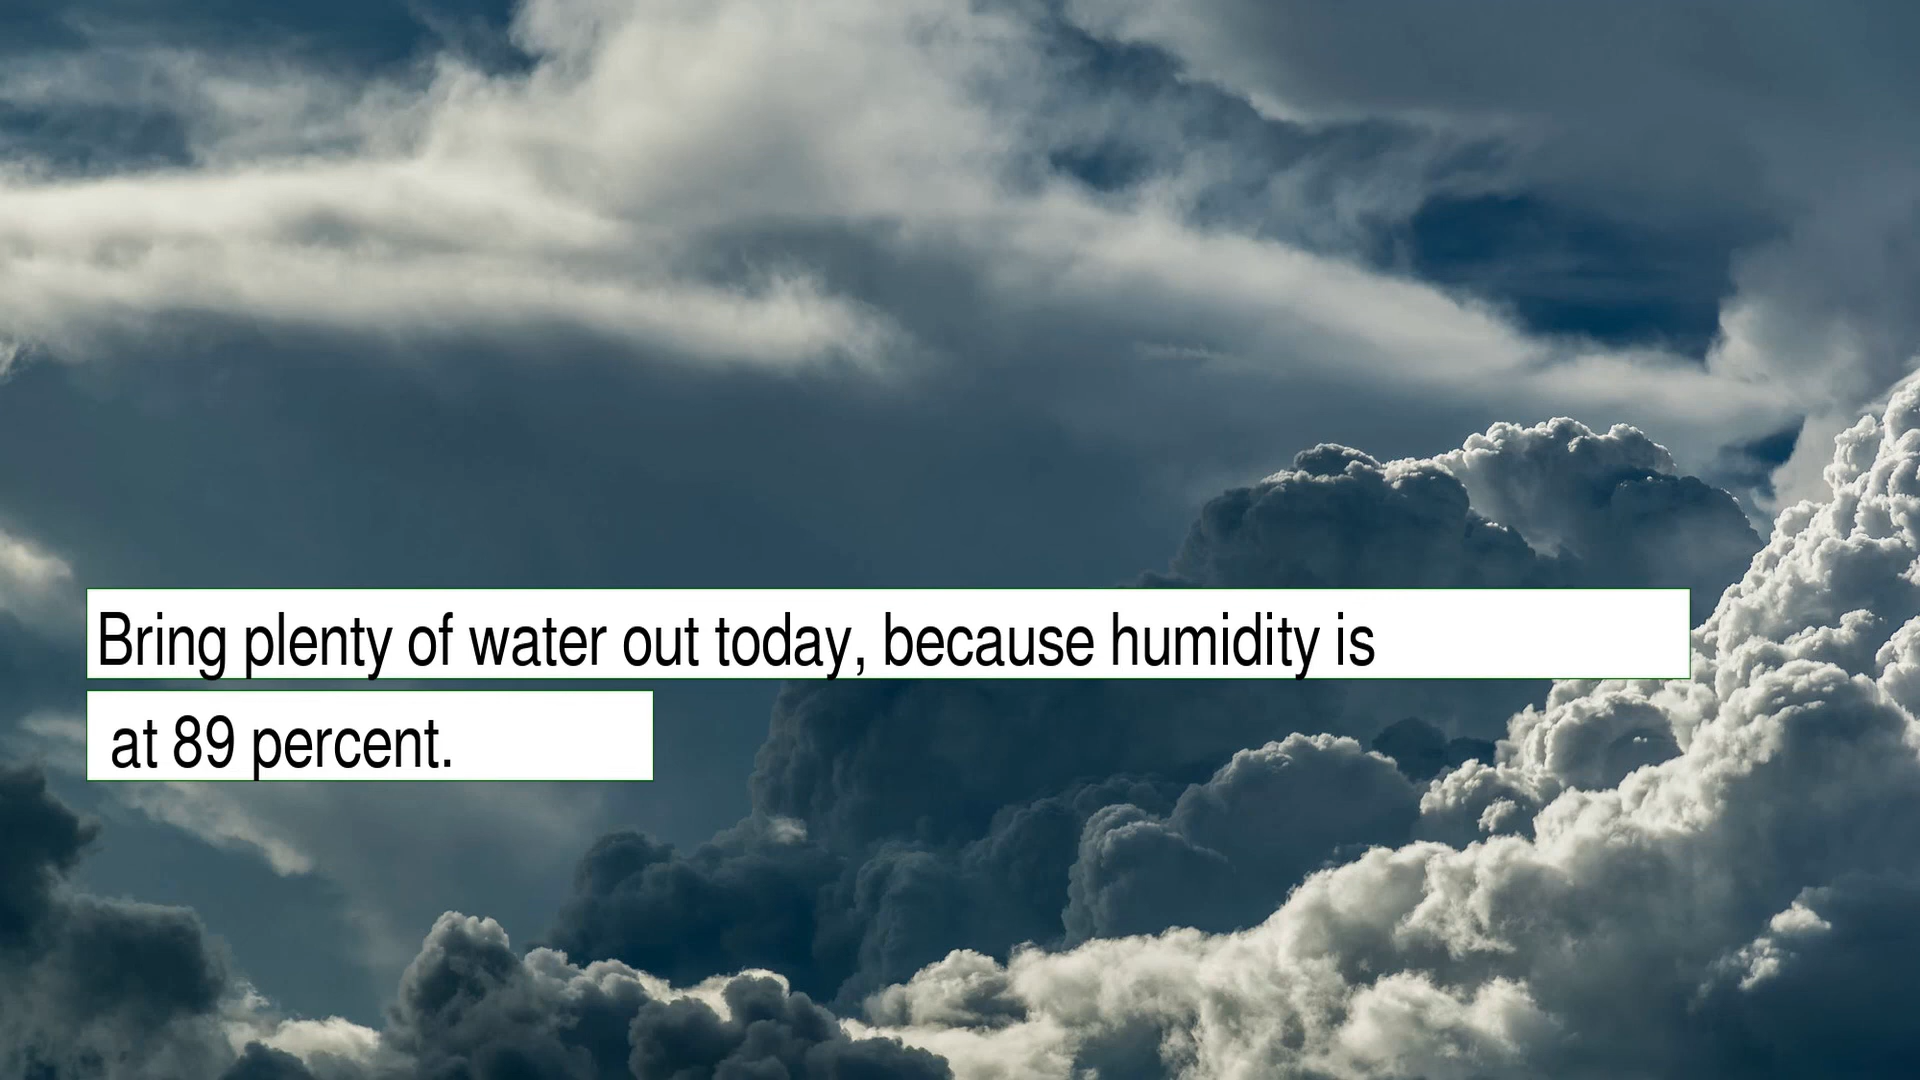 Bring plenty of water out today, because humidity is
at 89 percent.